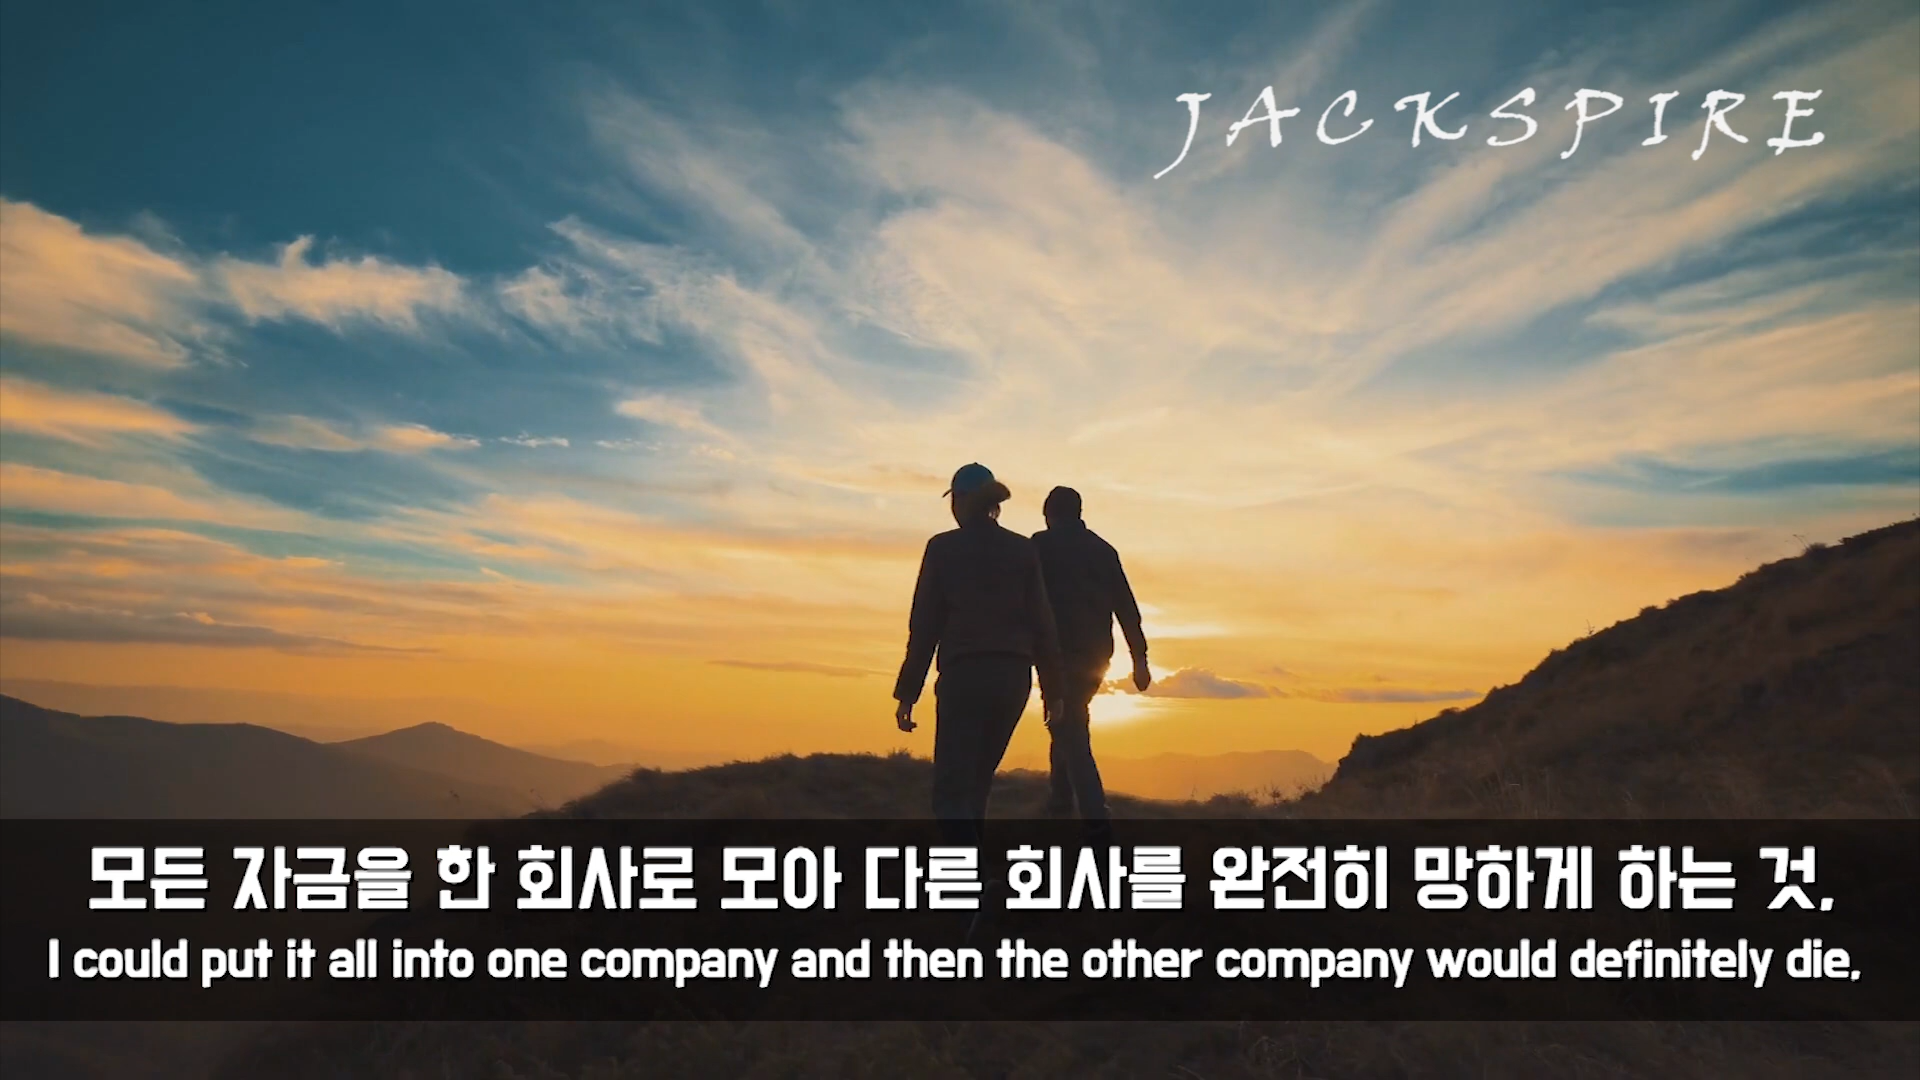 JACKSPIRE
모든 자금을 한 회사로 모아 다른 회사를 완전히 망하게 하는 것.
I could put it all into one company and then the other company would definitely die.